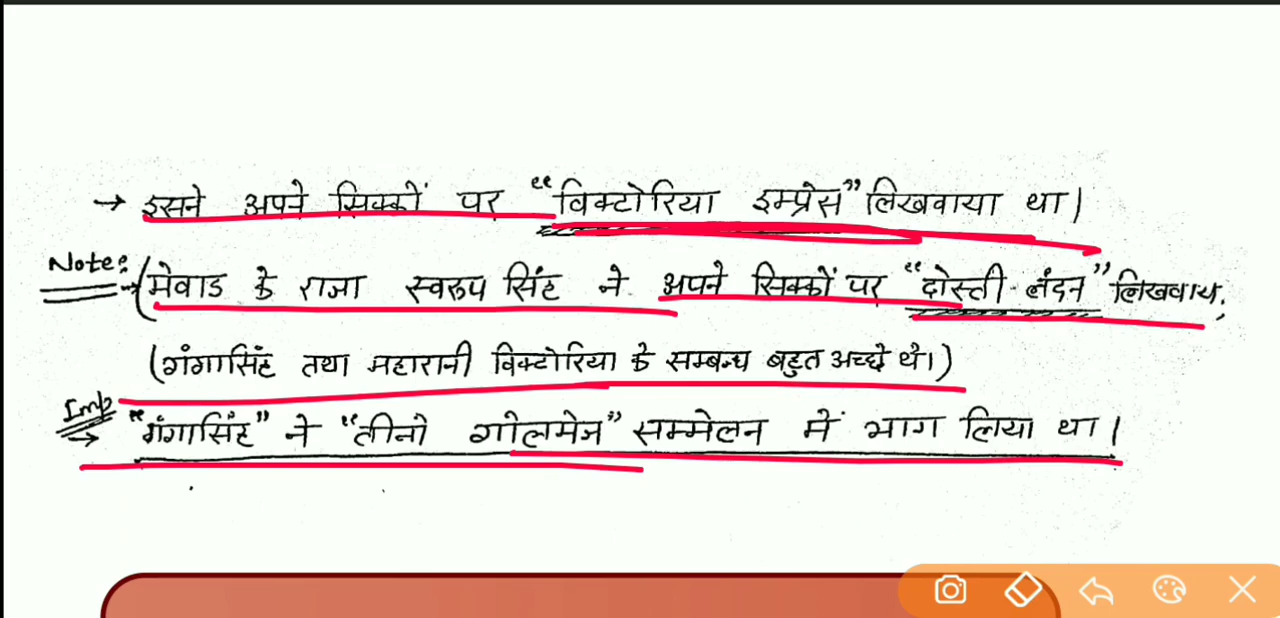 → इसने अपने सिक्कों पर “विक्टोरिया इम्प्रेस” लिखवाया था।
Note:→ (मेवाड के राजा स्वरूप सिंह ने अपने सिक्कों पर “दोस्ती लंदन” लिखवाय,
(गंगासिंह तथा महारानी विक्टोरिया के सम्बन्ध बहुत अच्छे थे।)
Imp → “गंगासिंह” ने “तीनो गोलमेज” सम्मेलन में भाग लिया था।